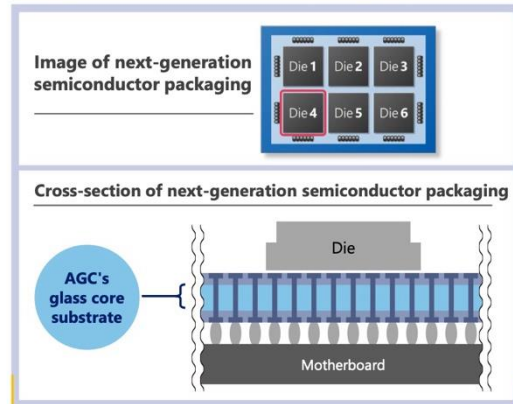 Image of next-generation
semiconductor packaging
Die 1
Die 2
Die 3
Die 4
Die 5
Die 6
Cross-section of next-generation semiconductor packaging
Die
AGC's
glass core
substrate
Motherboard